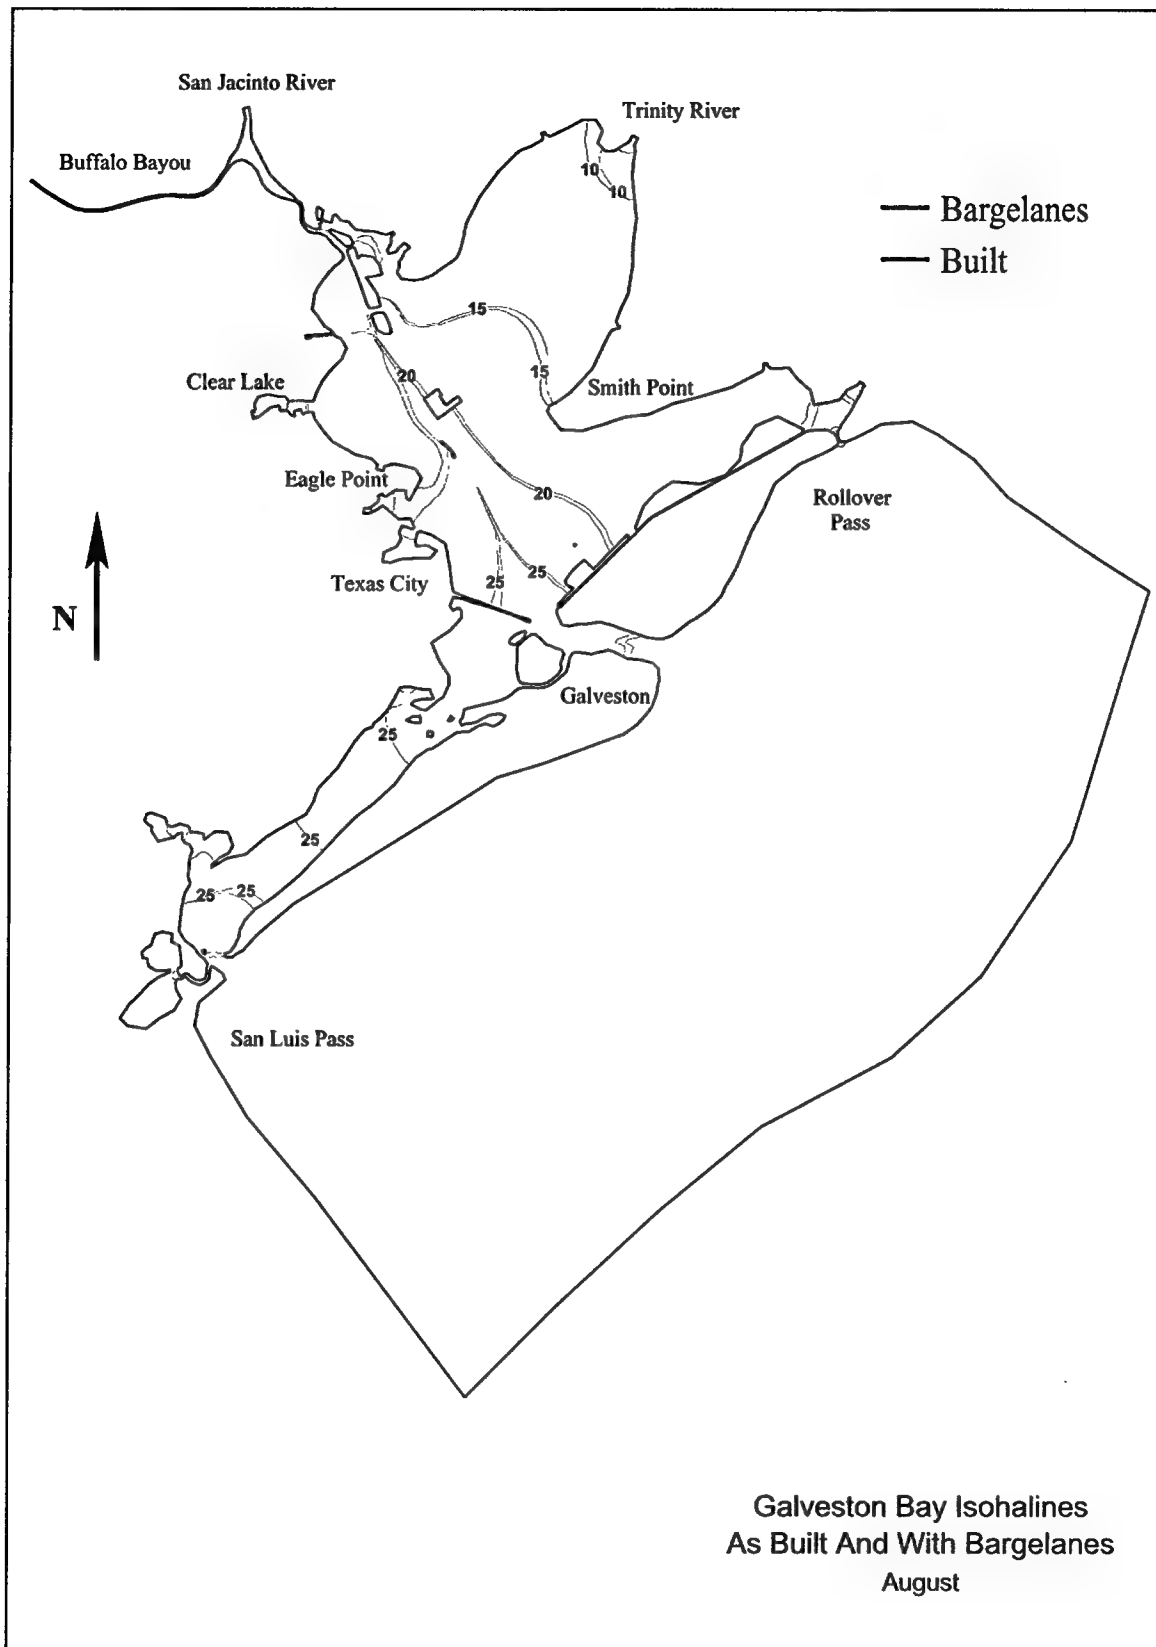 San Jacinto River
Trinity River
Buffalo Bayou
10
10
Bargelanes
Built
15
15
20
Clear Lake
Smith Point
Eagle Point
20
Rollover
Pass
25
25
Texas City
N
Galveston
25
25
25
25
San Luis Pass
Galveston Bay Isohalines
As Built And With Bargelanes
August